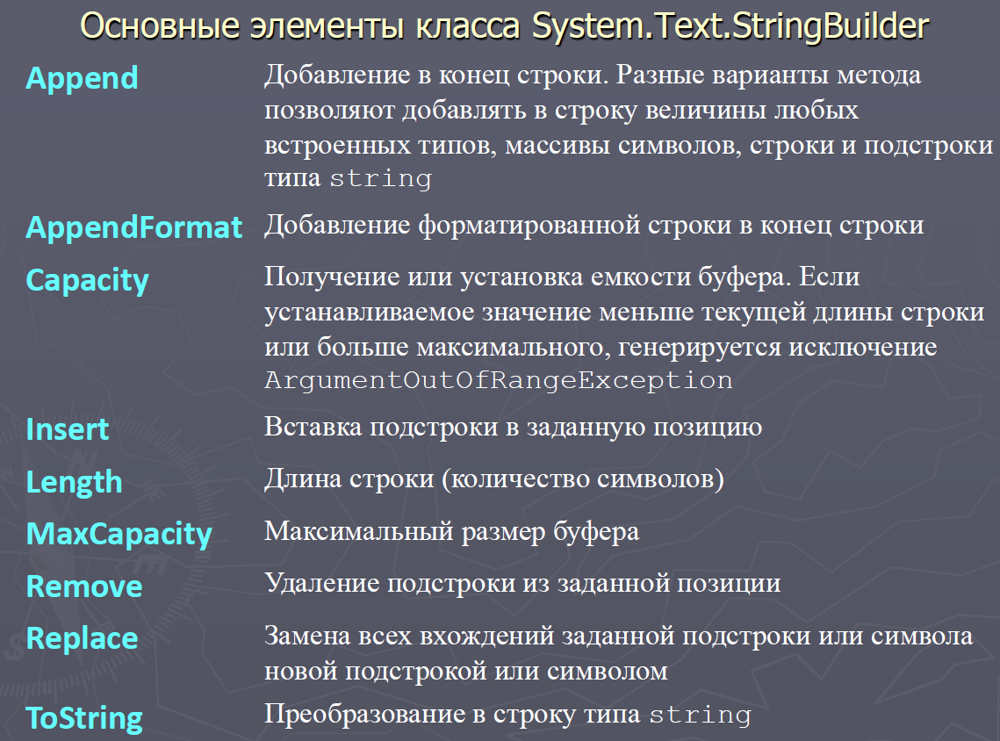 Основные элементы класса System.Text.StringBuilder
Append Добавление в конец строки. Разные варианты метода
позволяют добавлять в строку величины любых
встроенных типов, массивы символов, строки и подстроки
типа string
AppendFormat Добавление форматированной строки в конец строки
Capacity Получение или установка емкости буфера. Если
устанавливаемое значение меньше текущей длины строки
или больше максимального, генерируется исключение
ArgumentOutOfRangeException
Insert Вставка подстроки в заданную позицию
Length Длина строки (количество символов)
MaxCapacity Максимальный размер буфера
Remove Удаление подстроки из заданной позиции
Replace Замена всех вхождений заданной подстроки или символа
новой подстрокой или символом
ToString Преобразование в строку типа string
N
E
S